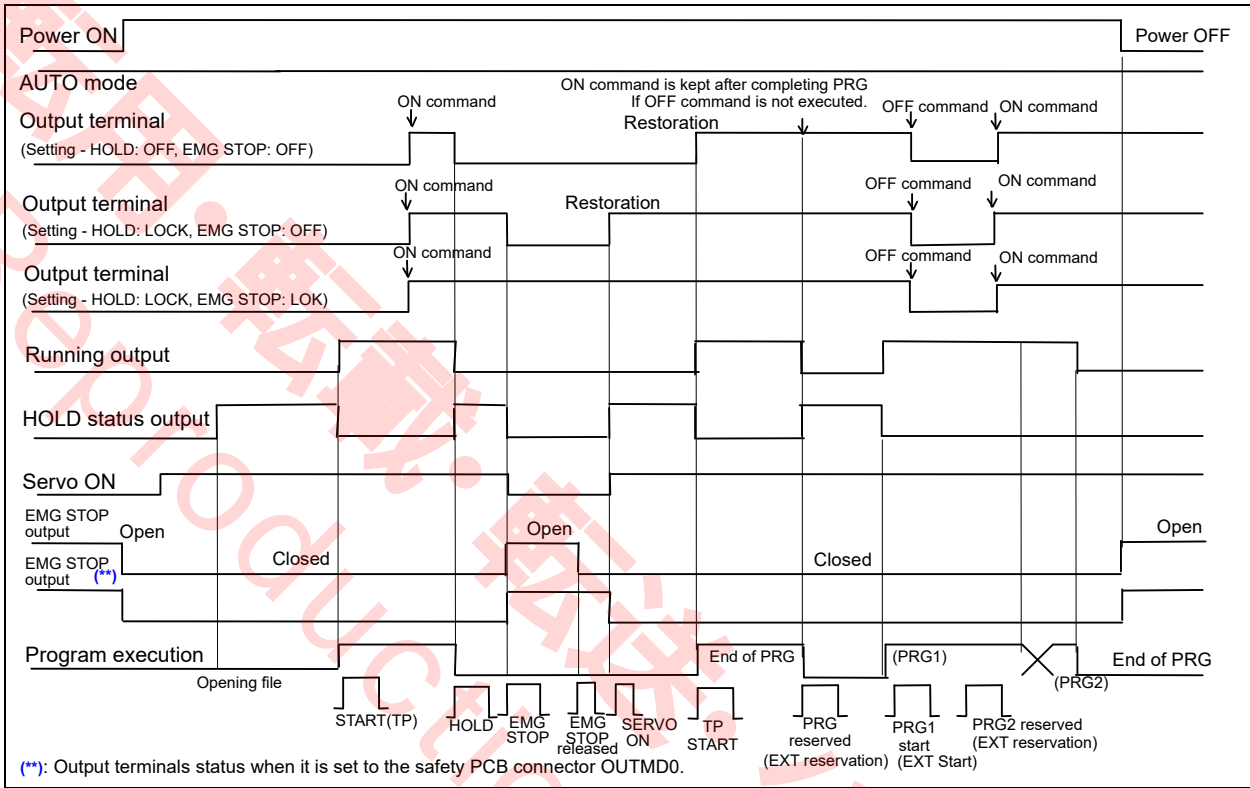 Power ON
Power OFF
AUTO mode
ON command is kept after completing PRG
If OFF command is not executed.
ON command
OFF command
ON command
Output terminal
Restoration
(Setting - HOLD: OFF, EMG STOP: OFF)
ON command
OFF command
ON command
Output terminal
Restoration
(Setting - HOLD: LOCK, EMG STOP: OFF)
ON command
OFF command
ON command
Output terminal
(Setting - HOLD: LOCK, EMG STOP: LOK)
Running output
HOLD status output
Servo ON
EMG STOP
output
Open
Open
Open
Closed
Closed
EMG STOP
output (**)
Program execution
Opening file
End of PRG
(PRG1)
(PRG2)
End of PRG
START(TP)
HOLD
EMG
STOP
EMG
STOP
released
SERVO
ON
TP
START
PRG
reserved
(EXT reservation)
PRG1
start
(EXT Start)
PRG2 reserved
(EXT reservation)
(**): Output terminals status when it is set to the safety PCB connector OUTMD0.
用・転載・転送・
eproductio